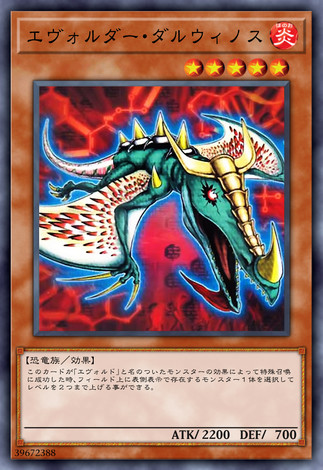 エヴォルダー・ダルウィノス
炎
【恐竜族／効果】
このカードが「エヴォルド」と名のついたモンスターの効果によって特殊召喚
に成功した時、フィールド上に表側表示で存在するモンスター１体を選択して
レベルを２つまで上げる事ができる。
ATK/ 2200 DEF/ 700
39672388